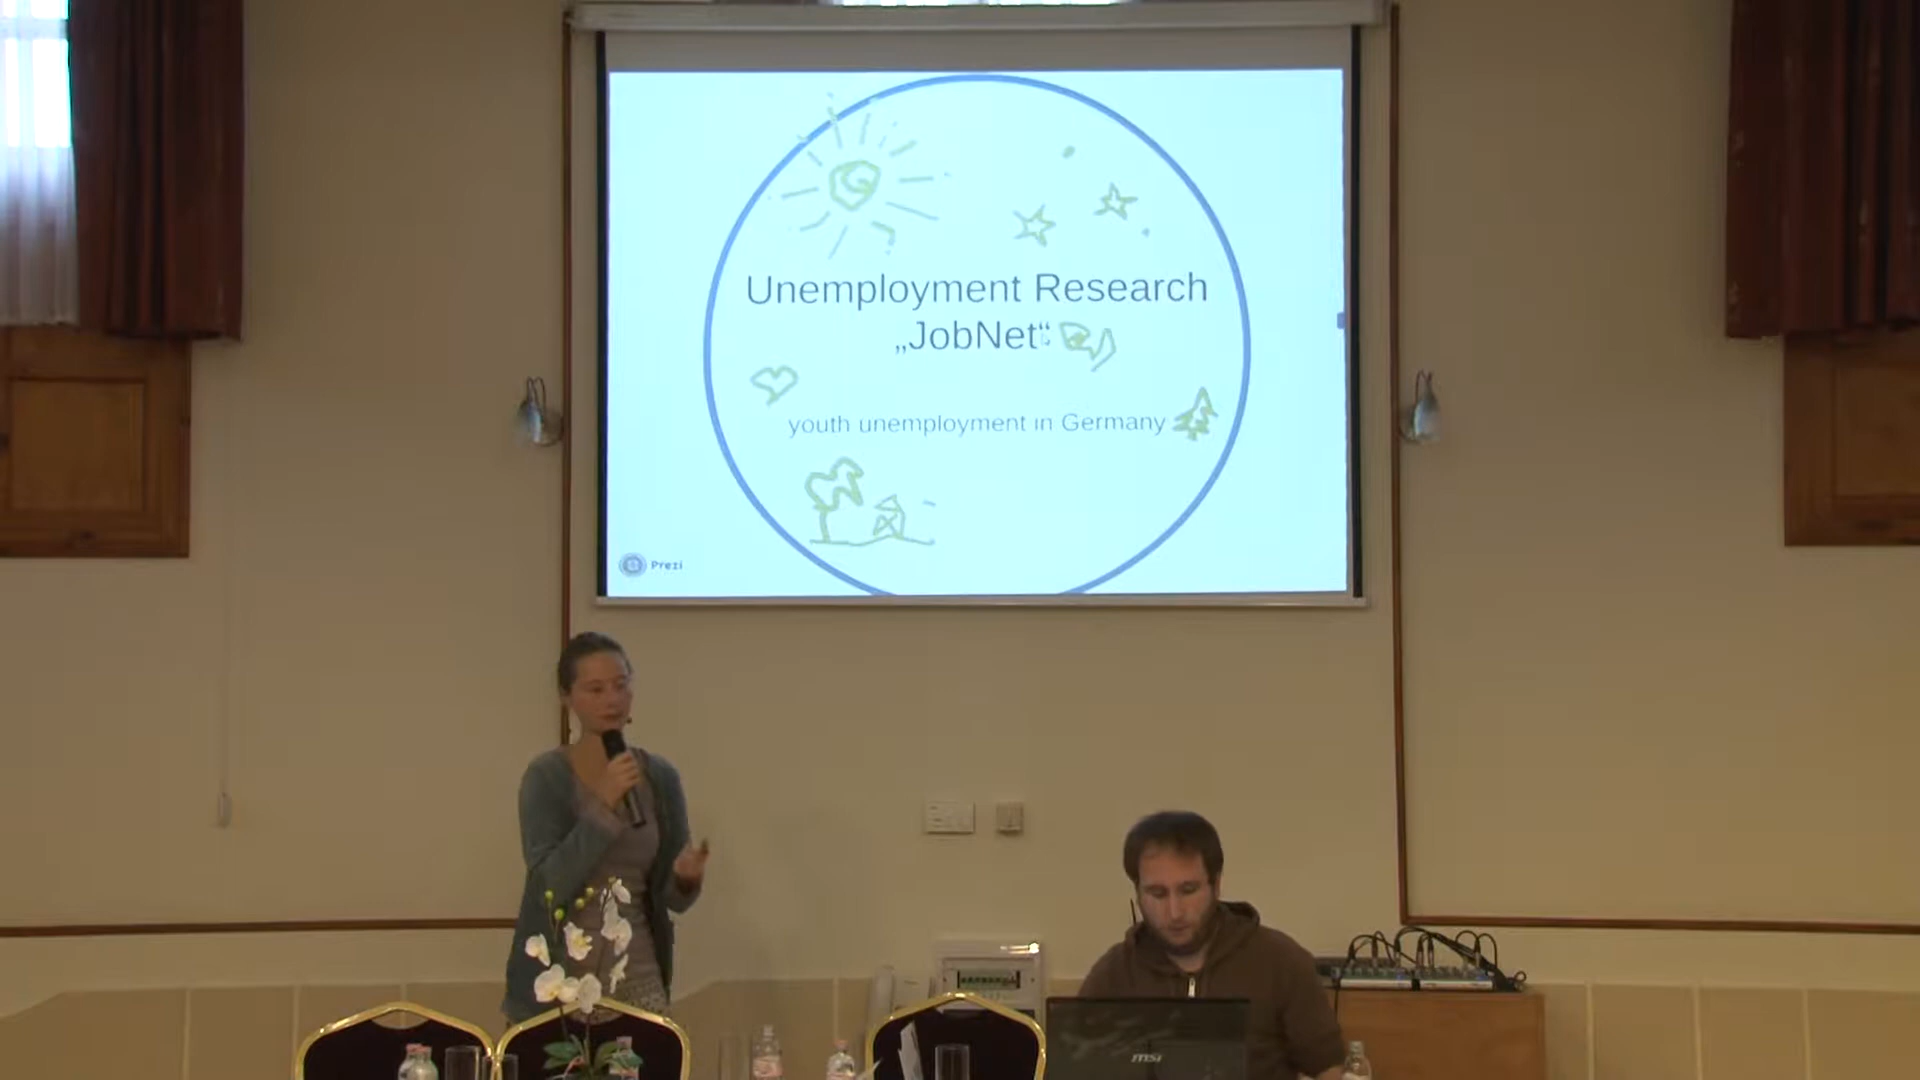 Unemployment Research
„JobNet“
youth unemployment in Germany
Prezi
msi